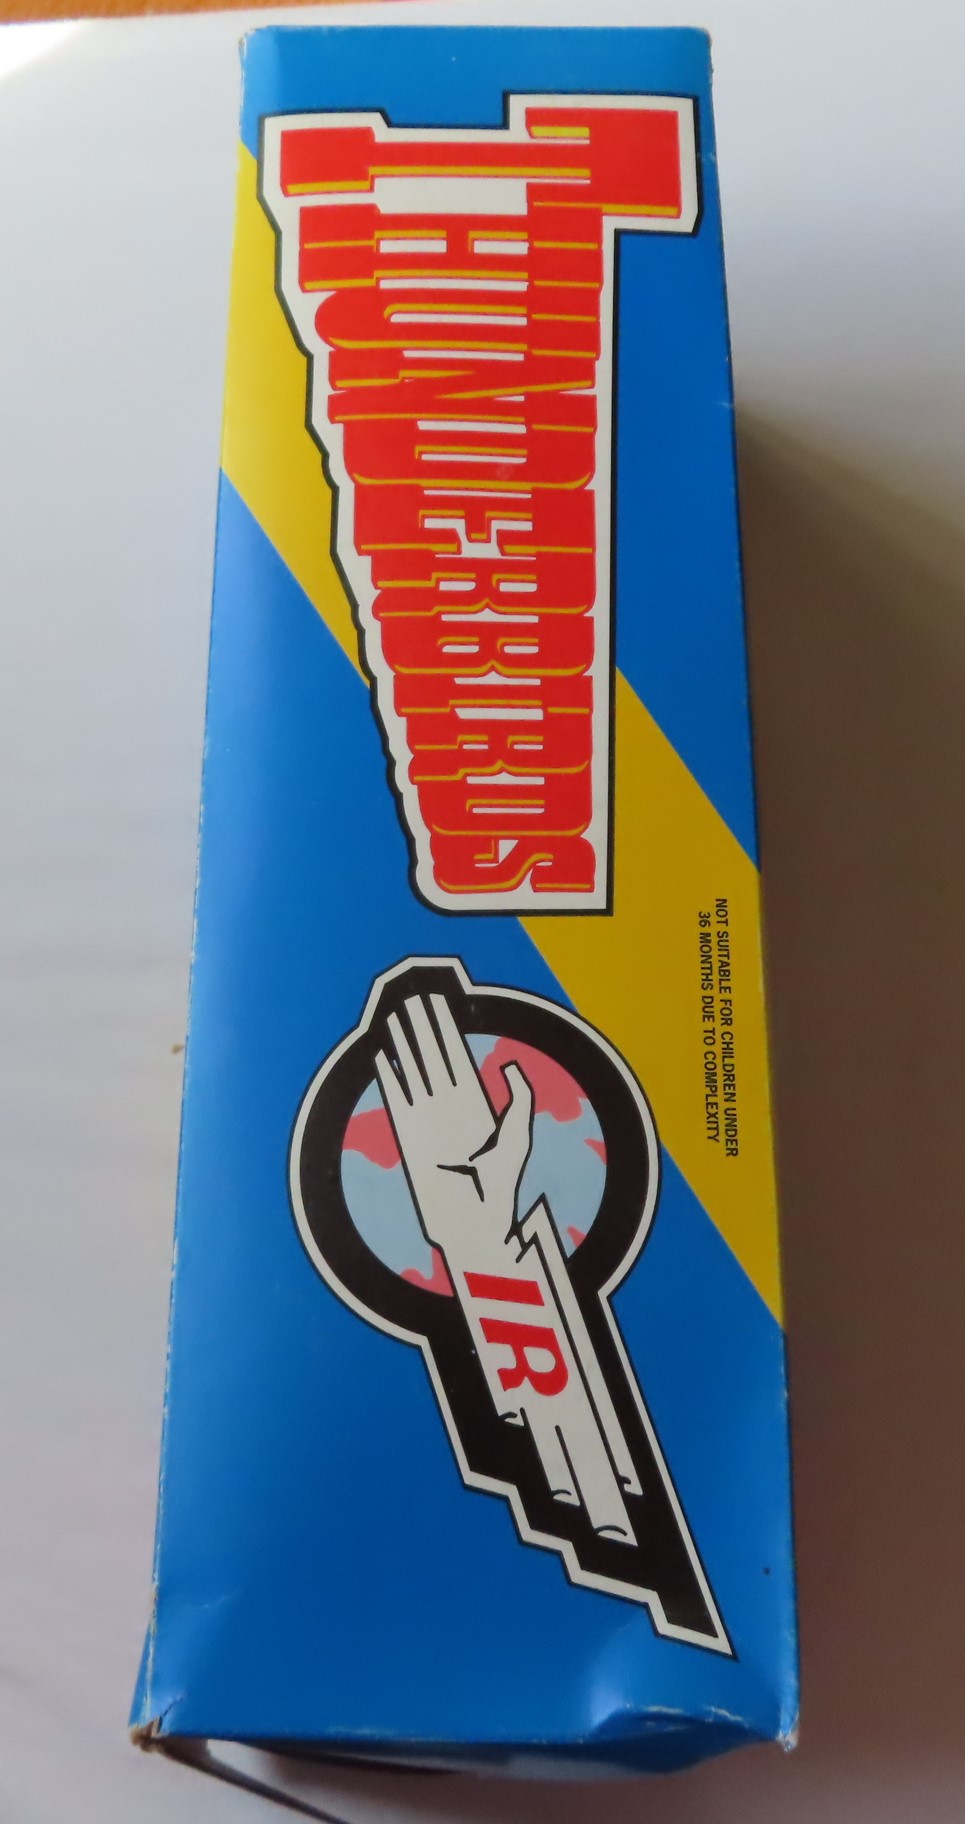 THUNDERBIRDS
IR
NOT SUITABLE FOR CHILDREN UNDER
36 MONTHS DUE TO COMPLEXITY